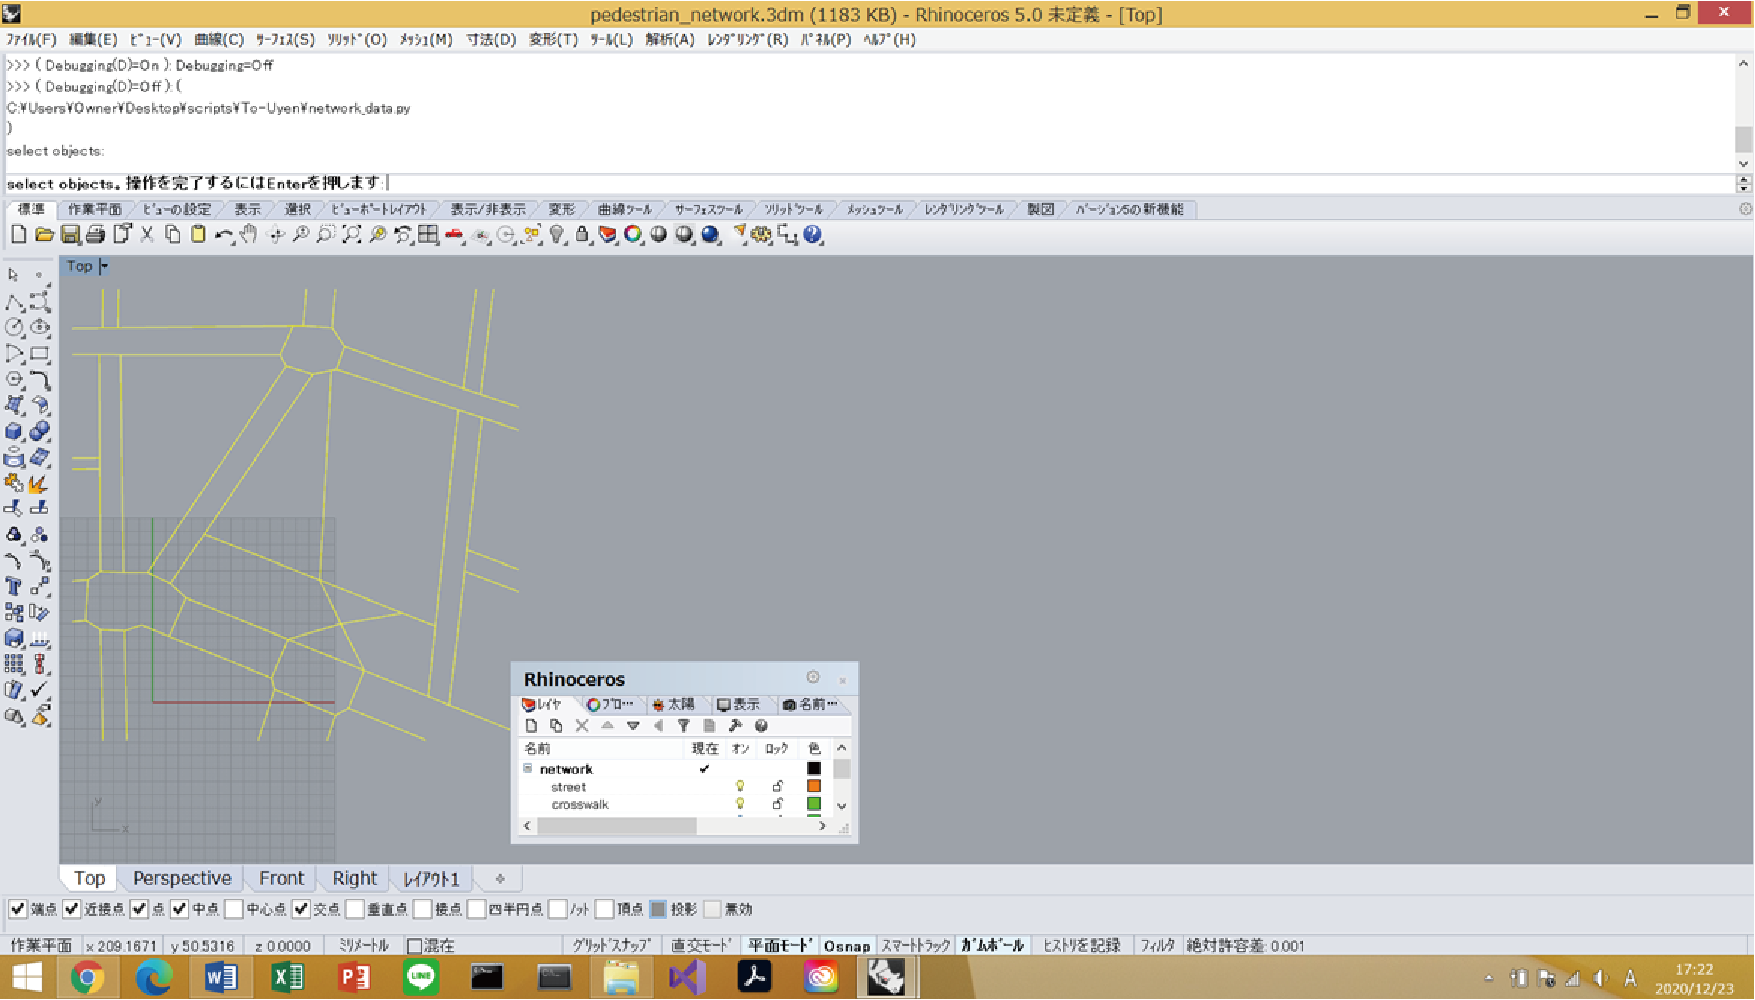 pedestrian_network.3dm (1183 KB) - Rhinoceros 5.0 未定義 - [Top]
ﾌｧｲﾙ(F) 編集(E) ﾋﾞｭｰ(V) 曲線(C) ｻｰﾌｪｽ(S) ｿﾘｯﾄﾞ(O) ﾒｯｼｭ(M) 寸法(D) 変形(T) ﾂｰﾙ(L) 解析(A) ﾚﾝﾀﾞﾘﾝｸﾞ(R) ﾊﾟﾈﾙ(P) ﾍﾙﾌﾟ(H)
>>> ( Debugging(D)=On ): Debugging=Off
>>> ( Debugging(D)=Off ): (
C:¥Users¥Owner¥Desktop¥scripts¥To-Uyen¥network_data.py
)
select objects:
select objects。操作を完了するにはEnterを押します:
標準 作業平面 ﾋﾞｭｰの設定 表示 選択 ﾋﾞｭｰﾎﾟｰﾄﾚｲｱｳﾄ 表示/非表示 変形 曲線ﾂｰﾙ ｻｰﾌｪｽﾂｰﾙ ｿﾘｯﾄﾞﾂｰﾙ ﾒｯｼｭﾂｰﾙ ﾚﾝﾀﾞﾘﾝｸﾞﾂｰﾙ 製図 ﾊﾞｰｼﾞｮﾝ5の新機能
Top
y
x
Rhinoceros
ﾚｲﾔ ﾌﾟﾛ… 太陽 表示 名前…
名前 現在 ｵﾝ ﾛｯｸ 色
network
street
crosswalk
Top Perspective Front Right ﾚｲｱｳﾄ1
端点 近接点 点 中点 中心点 交点 垂直点 接点 四半円点 ﾉｯﾄ 頂点 投影 無効
作業平面 x 209.1671 y 50.5316 z 0.0000 ﾐﾘﾒｰﾄﾙ 混在 ｸﾞﾘｯﾄﾞｽﾅｯﾌﾟ 直交ﾓｰﾄﾞ 平面ﾓｰﾄﾞ Osnap ｽﾏｰﾄﾄﾗｯｸ ｶﾞﾑﾎﾞｰﾙ ﾋｽﾄﾘを記録 ﾌｨﾙﾀ 絶対許容差: 0.001
LINE
A
17:22
2020/12/23